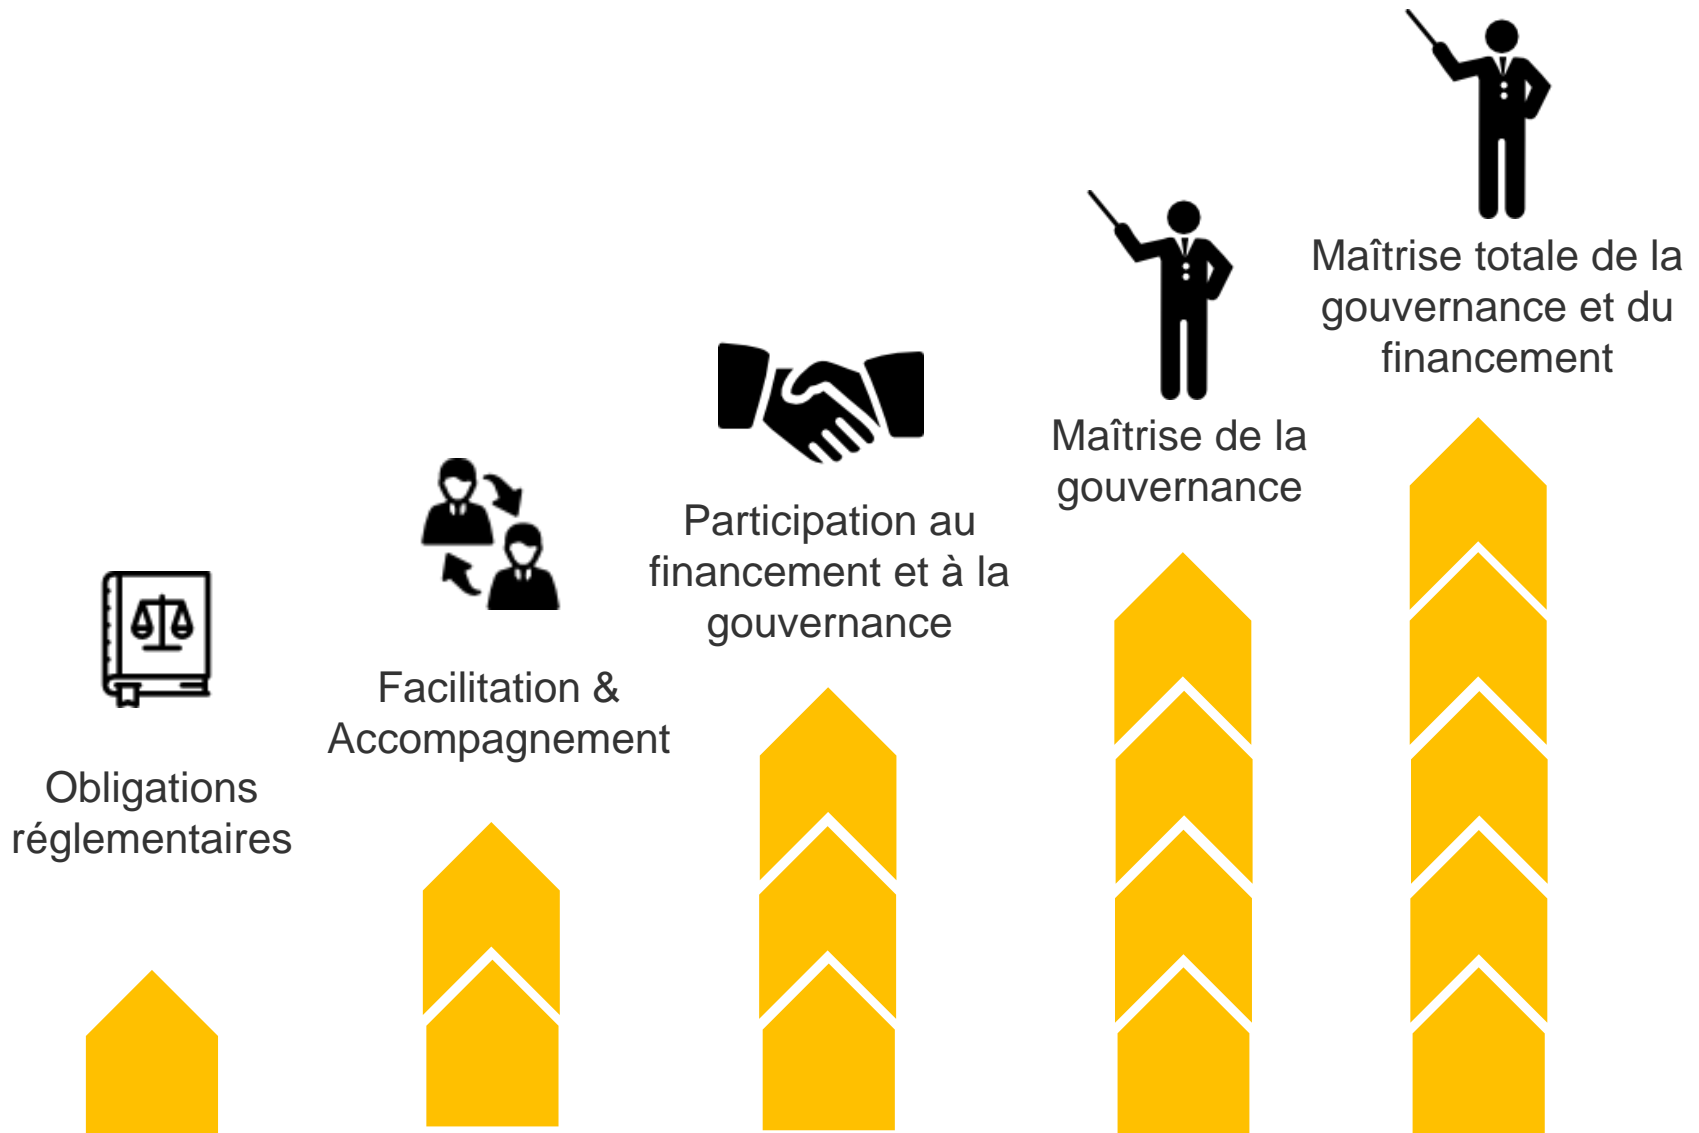 Obligations
réglementaires
Facilitation &
Accompagnement
Participation au
financement et à la
gouvernance
Maîtrise de la
gouvernance
Maîtrise totale de la
gouvernance et du
financement